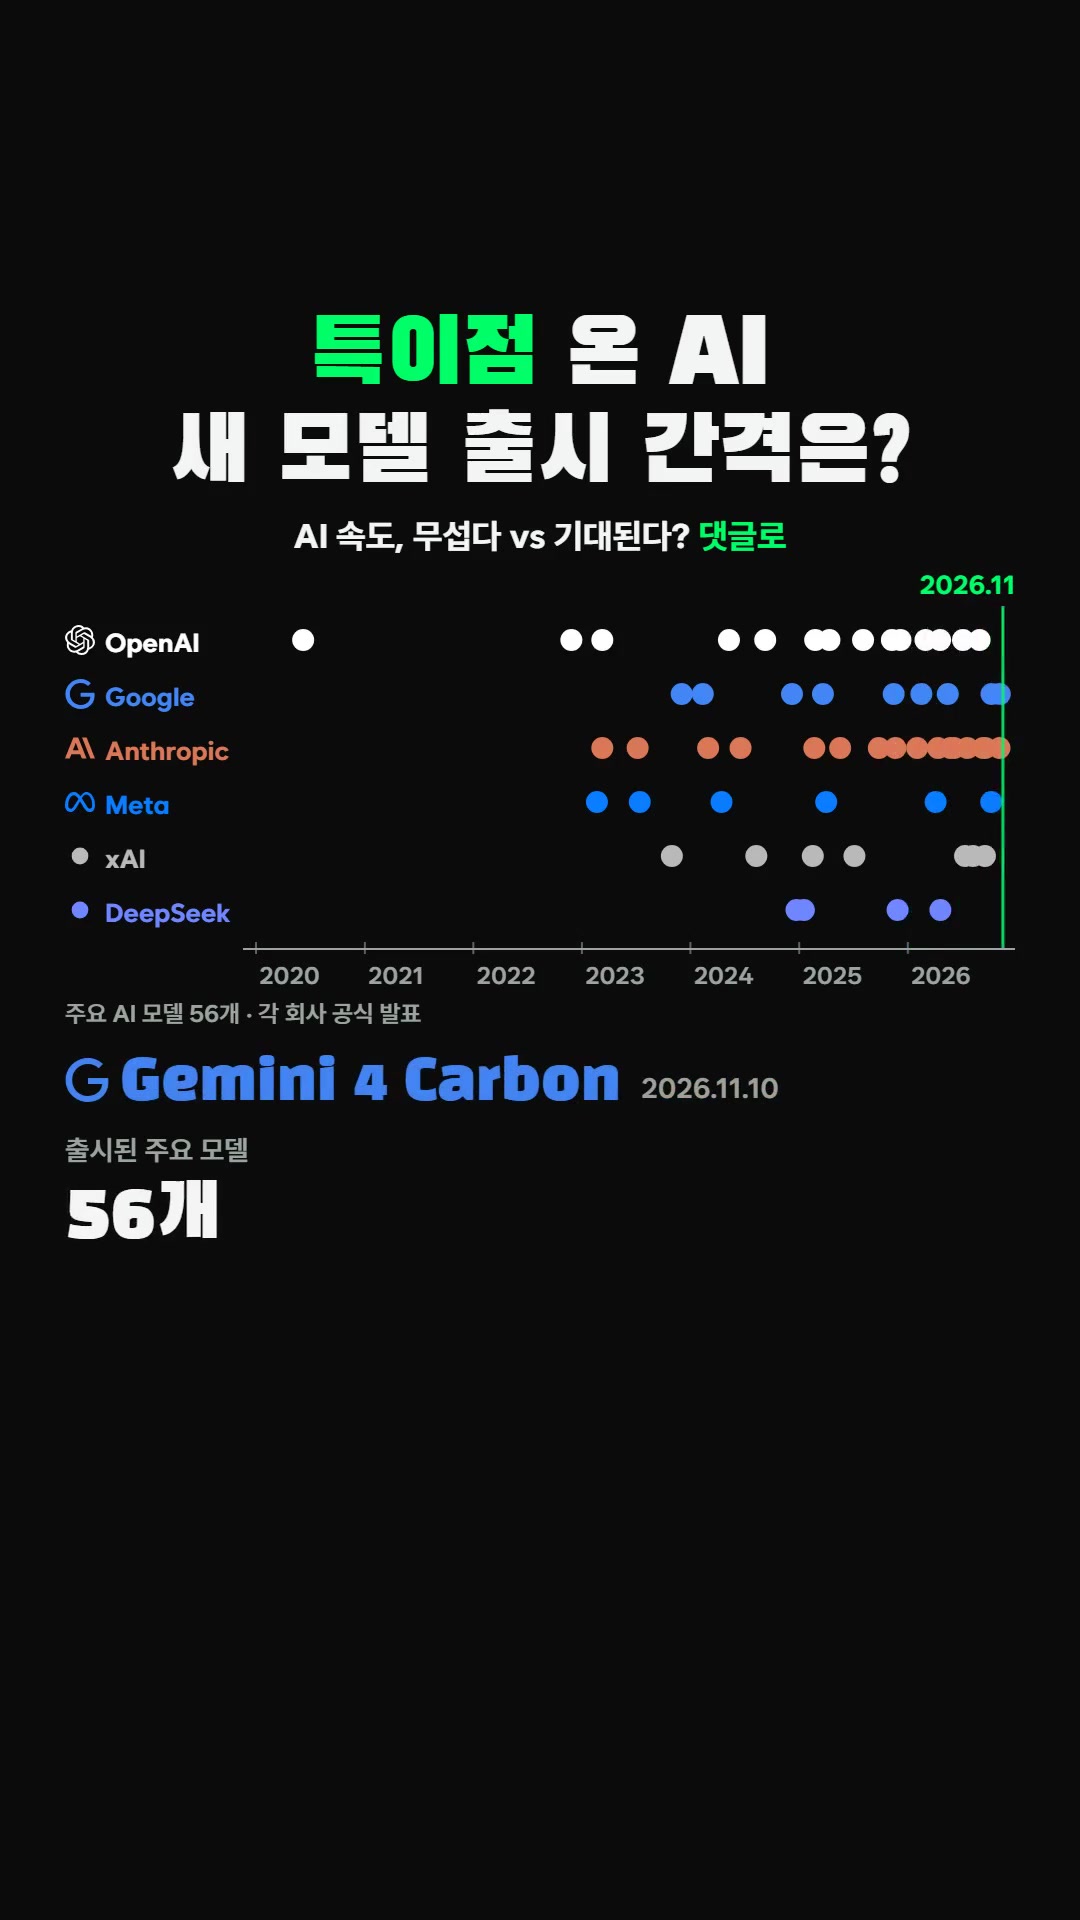 특이점 온 AI
새 모델 출시 간격은?
AI 속도, 무섭다 vs 기대된다? 댓글로
2026.11
OpenAI
Google
Anthropic
Meta
xAI
DeepSeek
2020 2021 2022 2023 2024 2025 2026
주요 AI 모델 56개 · 각 회사 공식 발표
Gemini 4 Carbon 2026.11.10
출시된 주요 모델
56개